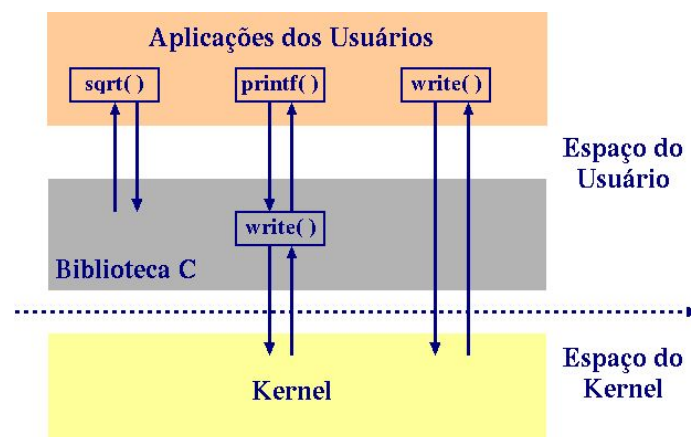 Aplicações dos Usuários
sqrt( )
printf( )
write( )
Espaço do
Usuário
write( )
Biblioteca C
Espaço do
Kernel
Kernel